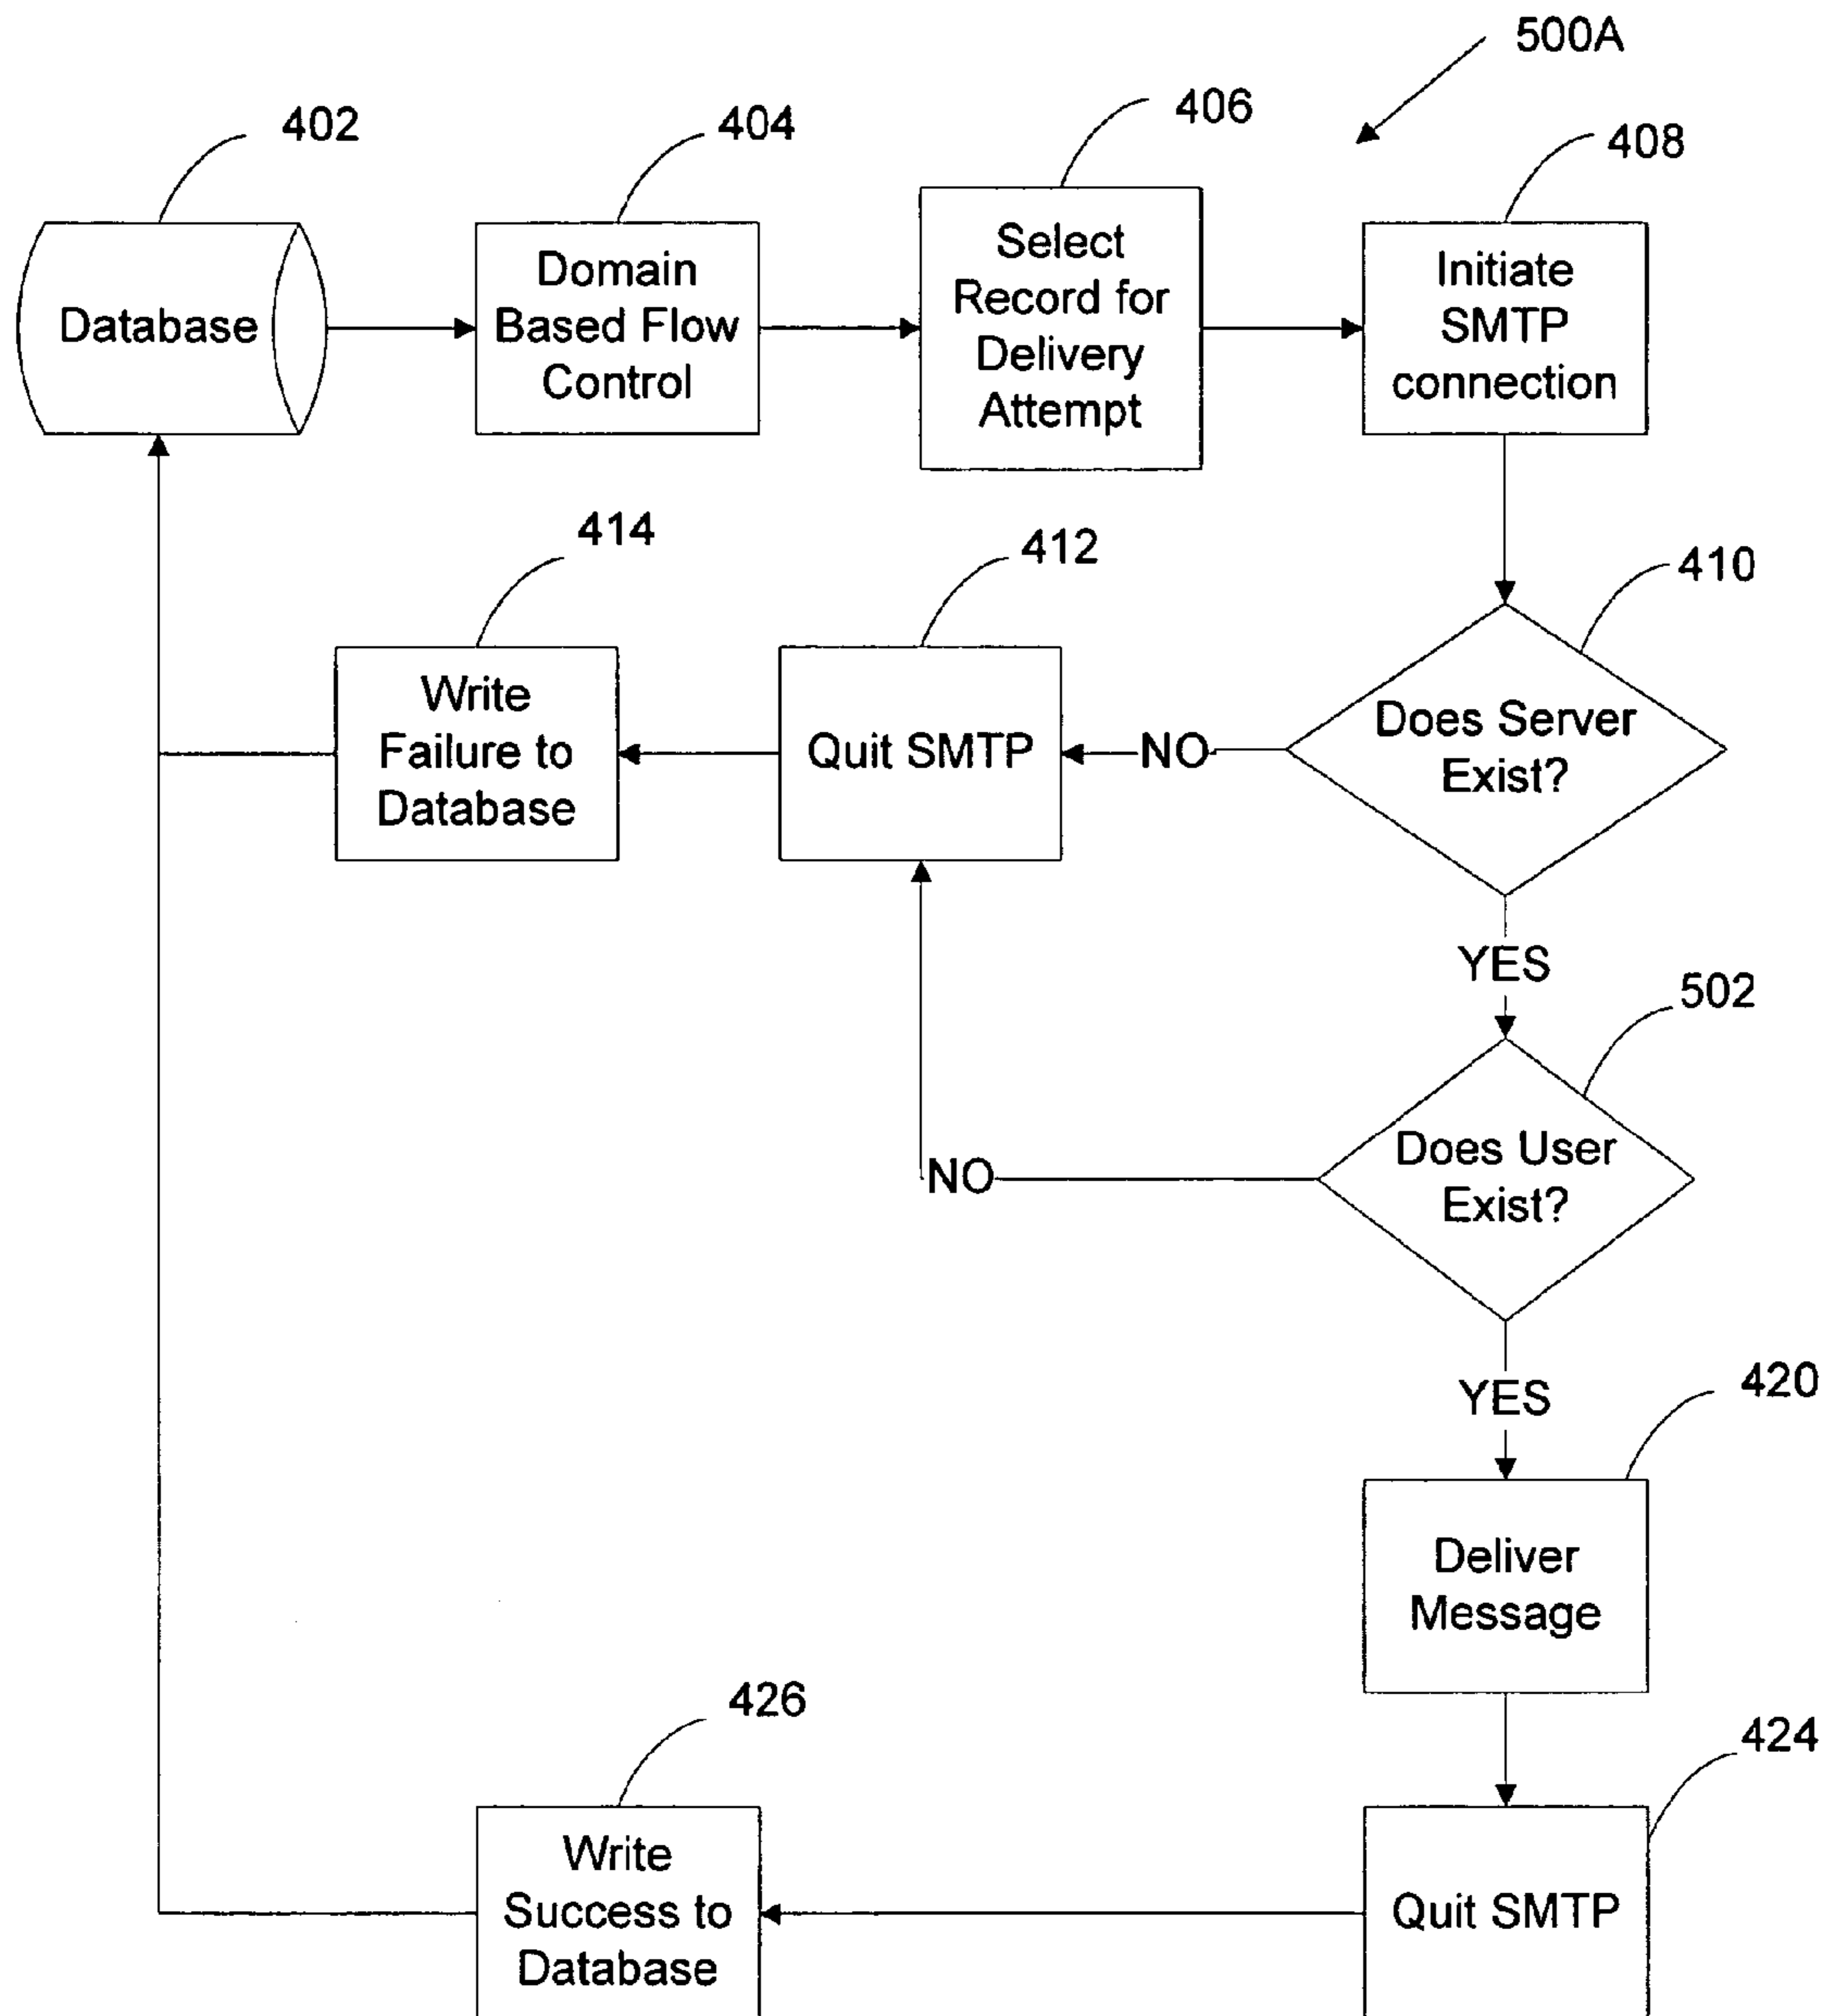 500A
402
404
406
408
Database
Domain
Based Flow
Control
Select
Record for
Delivery
Attempt
Initiate
SMTP
connection
414
412
410
Write
Failure to
Database
Quit SMTP
NO
Does Server
Exist?
YES
502
NO
Does User
Exist?
YES
420
Deliver
Message
426
424
Write
Success to
Database
Quit SMTP